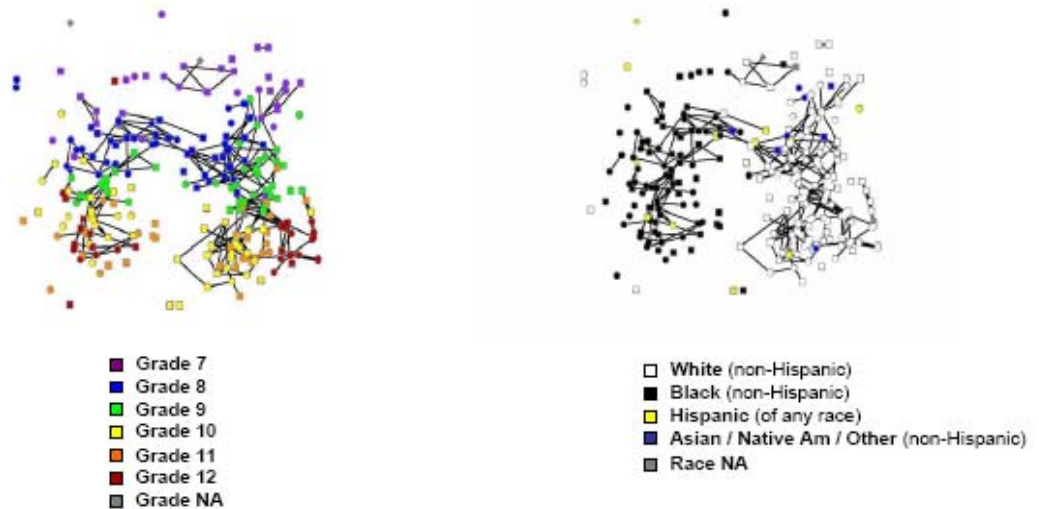 Grade 7
Grade 8
Grade 9
Grade 10
Grade 11
Grade 12
Grade NA
White (non-Hispanic)
Black (non-Hispanic)
Hispanic (of any race)
Asian / Native Am / Other (non-Hispanic)
Race NA